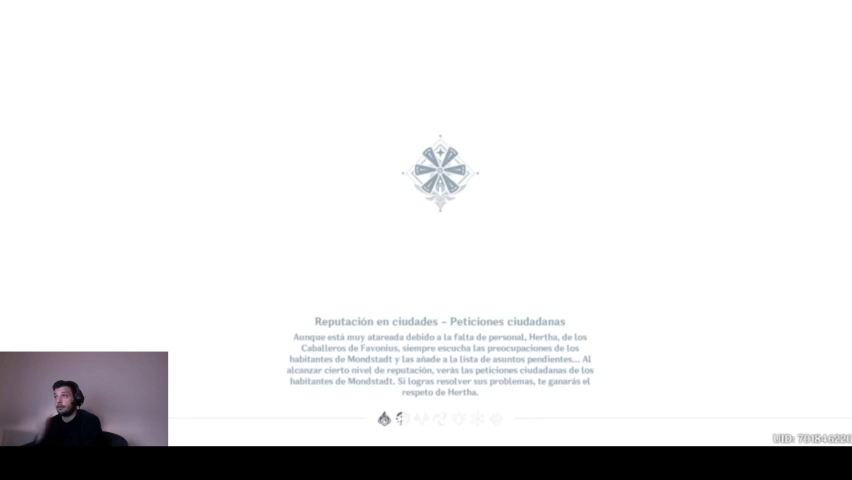 Reputación en ciudades - Peticiones ciudadanas
Aunque está muy atareada debido a la falta de personal, Hertha, de los
Caballeros de Favonius, siempre escucha las preocupaciones de los
habitantes de Mondstadt y las añade a la lista de asuntos pendientes... Al
alcanzar cierto nivel de reputación, verás las peticiones ciudadanas de los
habitantes de Mondstadt. Si logras resolver sus problemas, te ganarás el
respeto de Hertha.
UID: 701846220